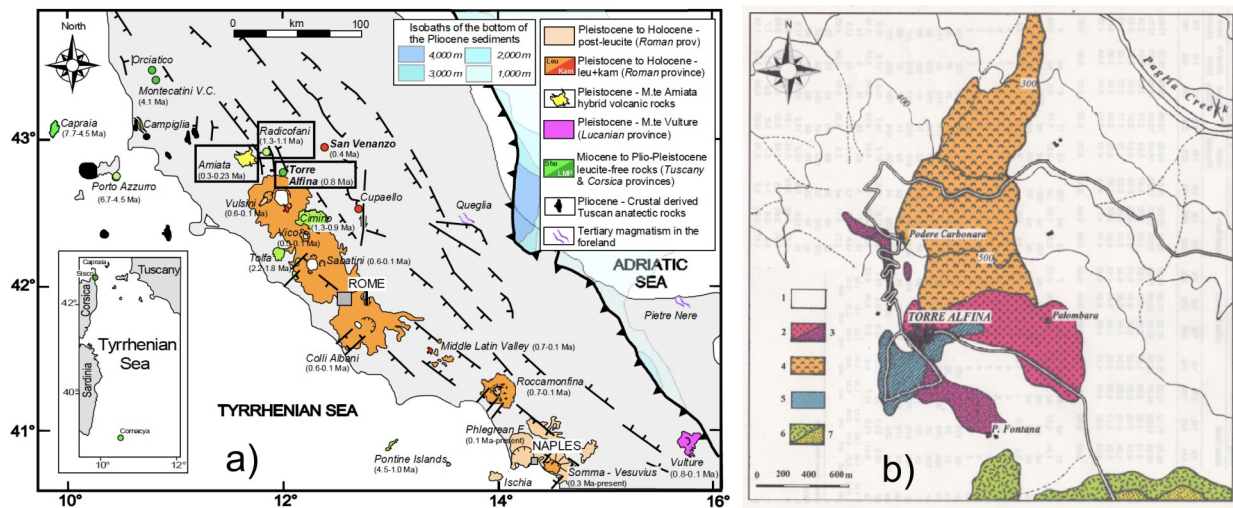 North
0 km 100
Isobaths of the bottom of
the Pliocene sediments
4,000 m
2,000 m
3,000 m
1,000 m
Pleistocene to Holocene -
post-leucite (Roman prov)
Leu
Kam
Pleistocene to Holocene -
leu+kam (Roman province)
Pleistocene - M.te Amiata
hybrid volcanic rocks
Pleistocene - M.te Vulture
(Lucanian province)
Sho
LMP
Miocene to Plio-Pleistocene
leucite-free rocks (Tuscany
& Corsica provinces)
Pliocene - Crustal derived
Tuscan anatectic rocks
Tertiary magmatism in
the foreland
Orciatico
Montecatini V.C.
(4.1 Ma)
Capraia
(7.7-4.5 Ma)
Campiglia
Radicofani
(1.3-1.1 Ma)
San Venanzo
(0.4 Ma)
Amiata
(0.3-0.23 Ma)
Torre
Alfina (0.8 Ma)
Porto Azzurro
(6.7-4.5 Ma)
Vulsini
(0.6-0.1 Ma)
Cupaello
Cimino
(1.3-0.9 Ma)
Queglia
Vico
(0.5-0.1 Ma)
Tolfa
(2.2-1.8 Ma)
Sabatini (0.6-0.1 Ma)
ROME
ADRIATIC
SEA
Pietre Nere
Colli Albani
(0.6-0.1 Ma)
Middle Latin Valley (0.7-0.1 Ma)
Roccamonfina
(0.7-0.1 Ma)
TYRRHENIAN SEA
Phlegrean F.
(0.1 Ma-present)
NAPLES
Pontine Islands
(4.5-1.0 Ma)
Vulture
(0.8-0.1 Ma)
Somma - Vesuvius
(0.3 Ma-present)
Ischia
43°
42°
41°
10°
12°
14°
16°
Capraia
Sisco
Tuscany
42°
Corsica
Tyrrhenian
Sea
Sardinia
40°
Cornacya
10°
12°
a)
N
Paglia Creek
300
400
Podere Carbonara
500
TORRE ALFINA
Palombara
P. Fontana
1
2
3
4
5
6
7
0 200 400 600 m
b)